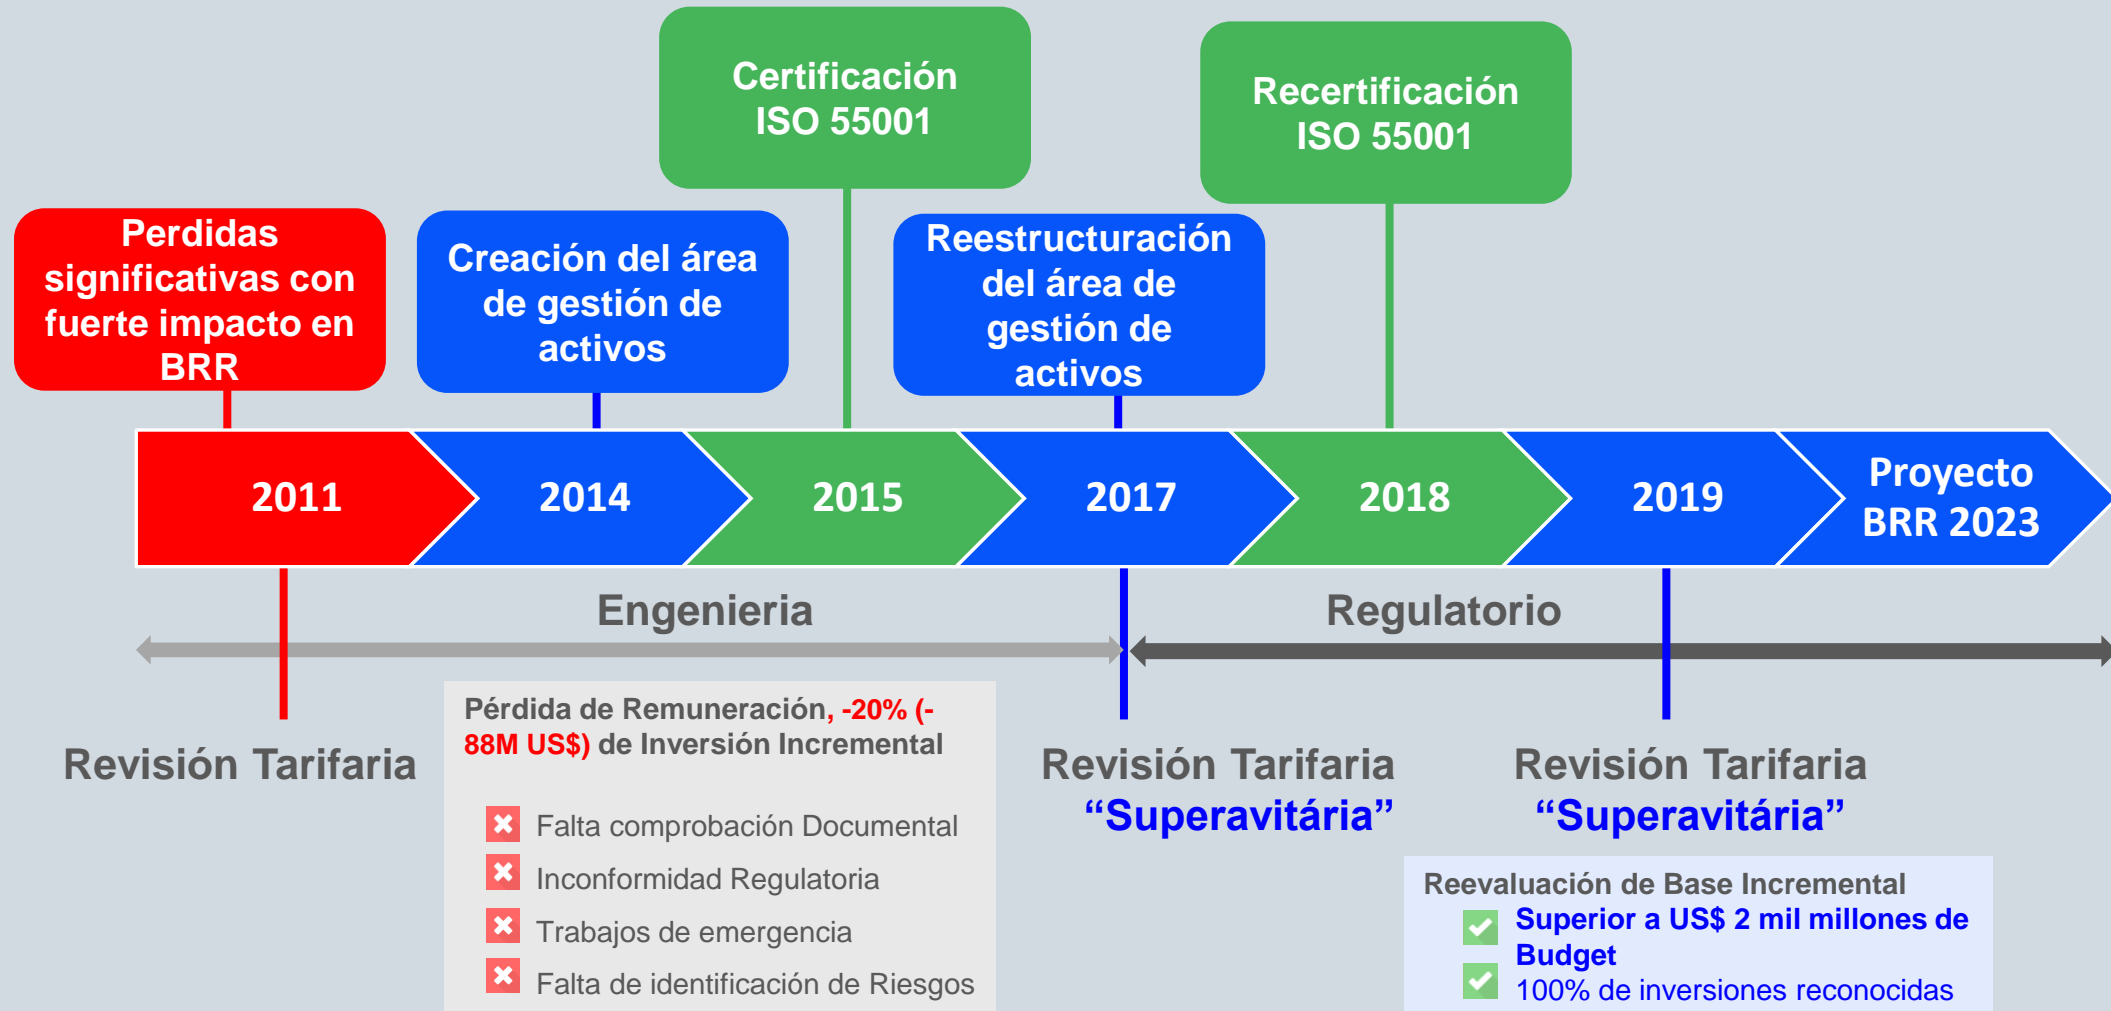 Certificación
ISO 55001
Recertificación
ISO 55001
Perdidas
significativas con
fuerte impacto en
BRR
Creación del área
de gestión de
activos
Reestructuración
del área de
gestión de
activos
2011
2014
2015
2017
2018
2019
Proyecto
BRR 2023
Engenieria
Regulatorio
Revisión Tarifaria
Pérdida de Remuneración, -20% (-
88M US$) de Inversión Incremental
Falta comprobación Documental
Inconformidad Regulatoria
Trabajos de emergencia
Falta de identificación de Riesgos
Revisión Tarifaria
“Superavitária”
Revisión Tarifaria
“Superavitária”
Reevaluación de Base Incremental
Superior a US$ 2 mil millones de
Budget
100% de inversiones reconocidas